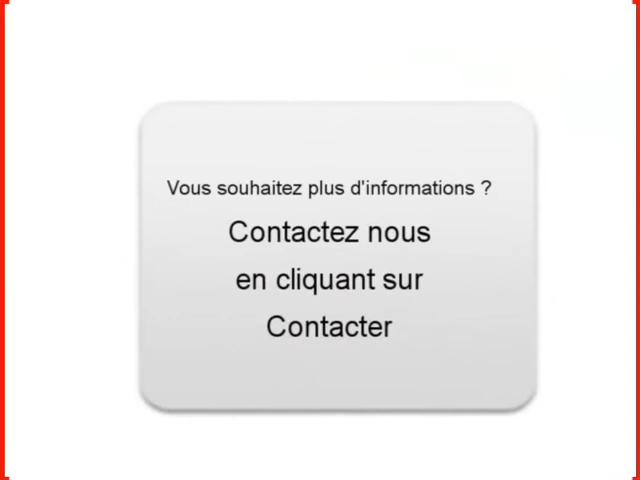 Vous souhaitez plus d'informations ?
Contactez nous
en cliquant sur
Contacter